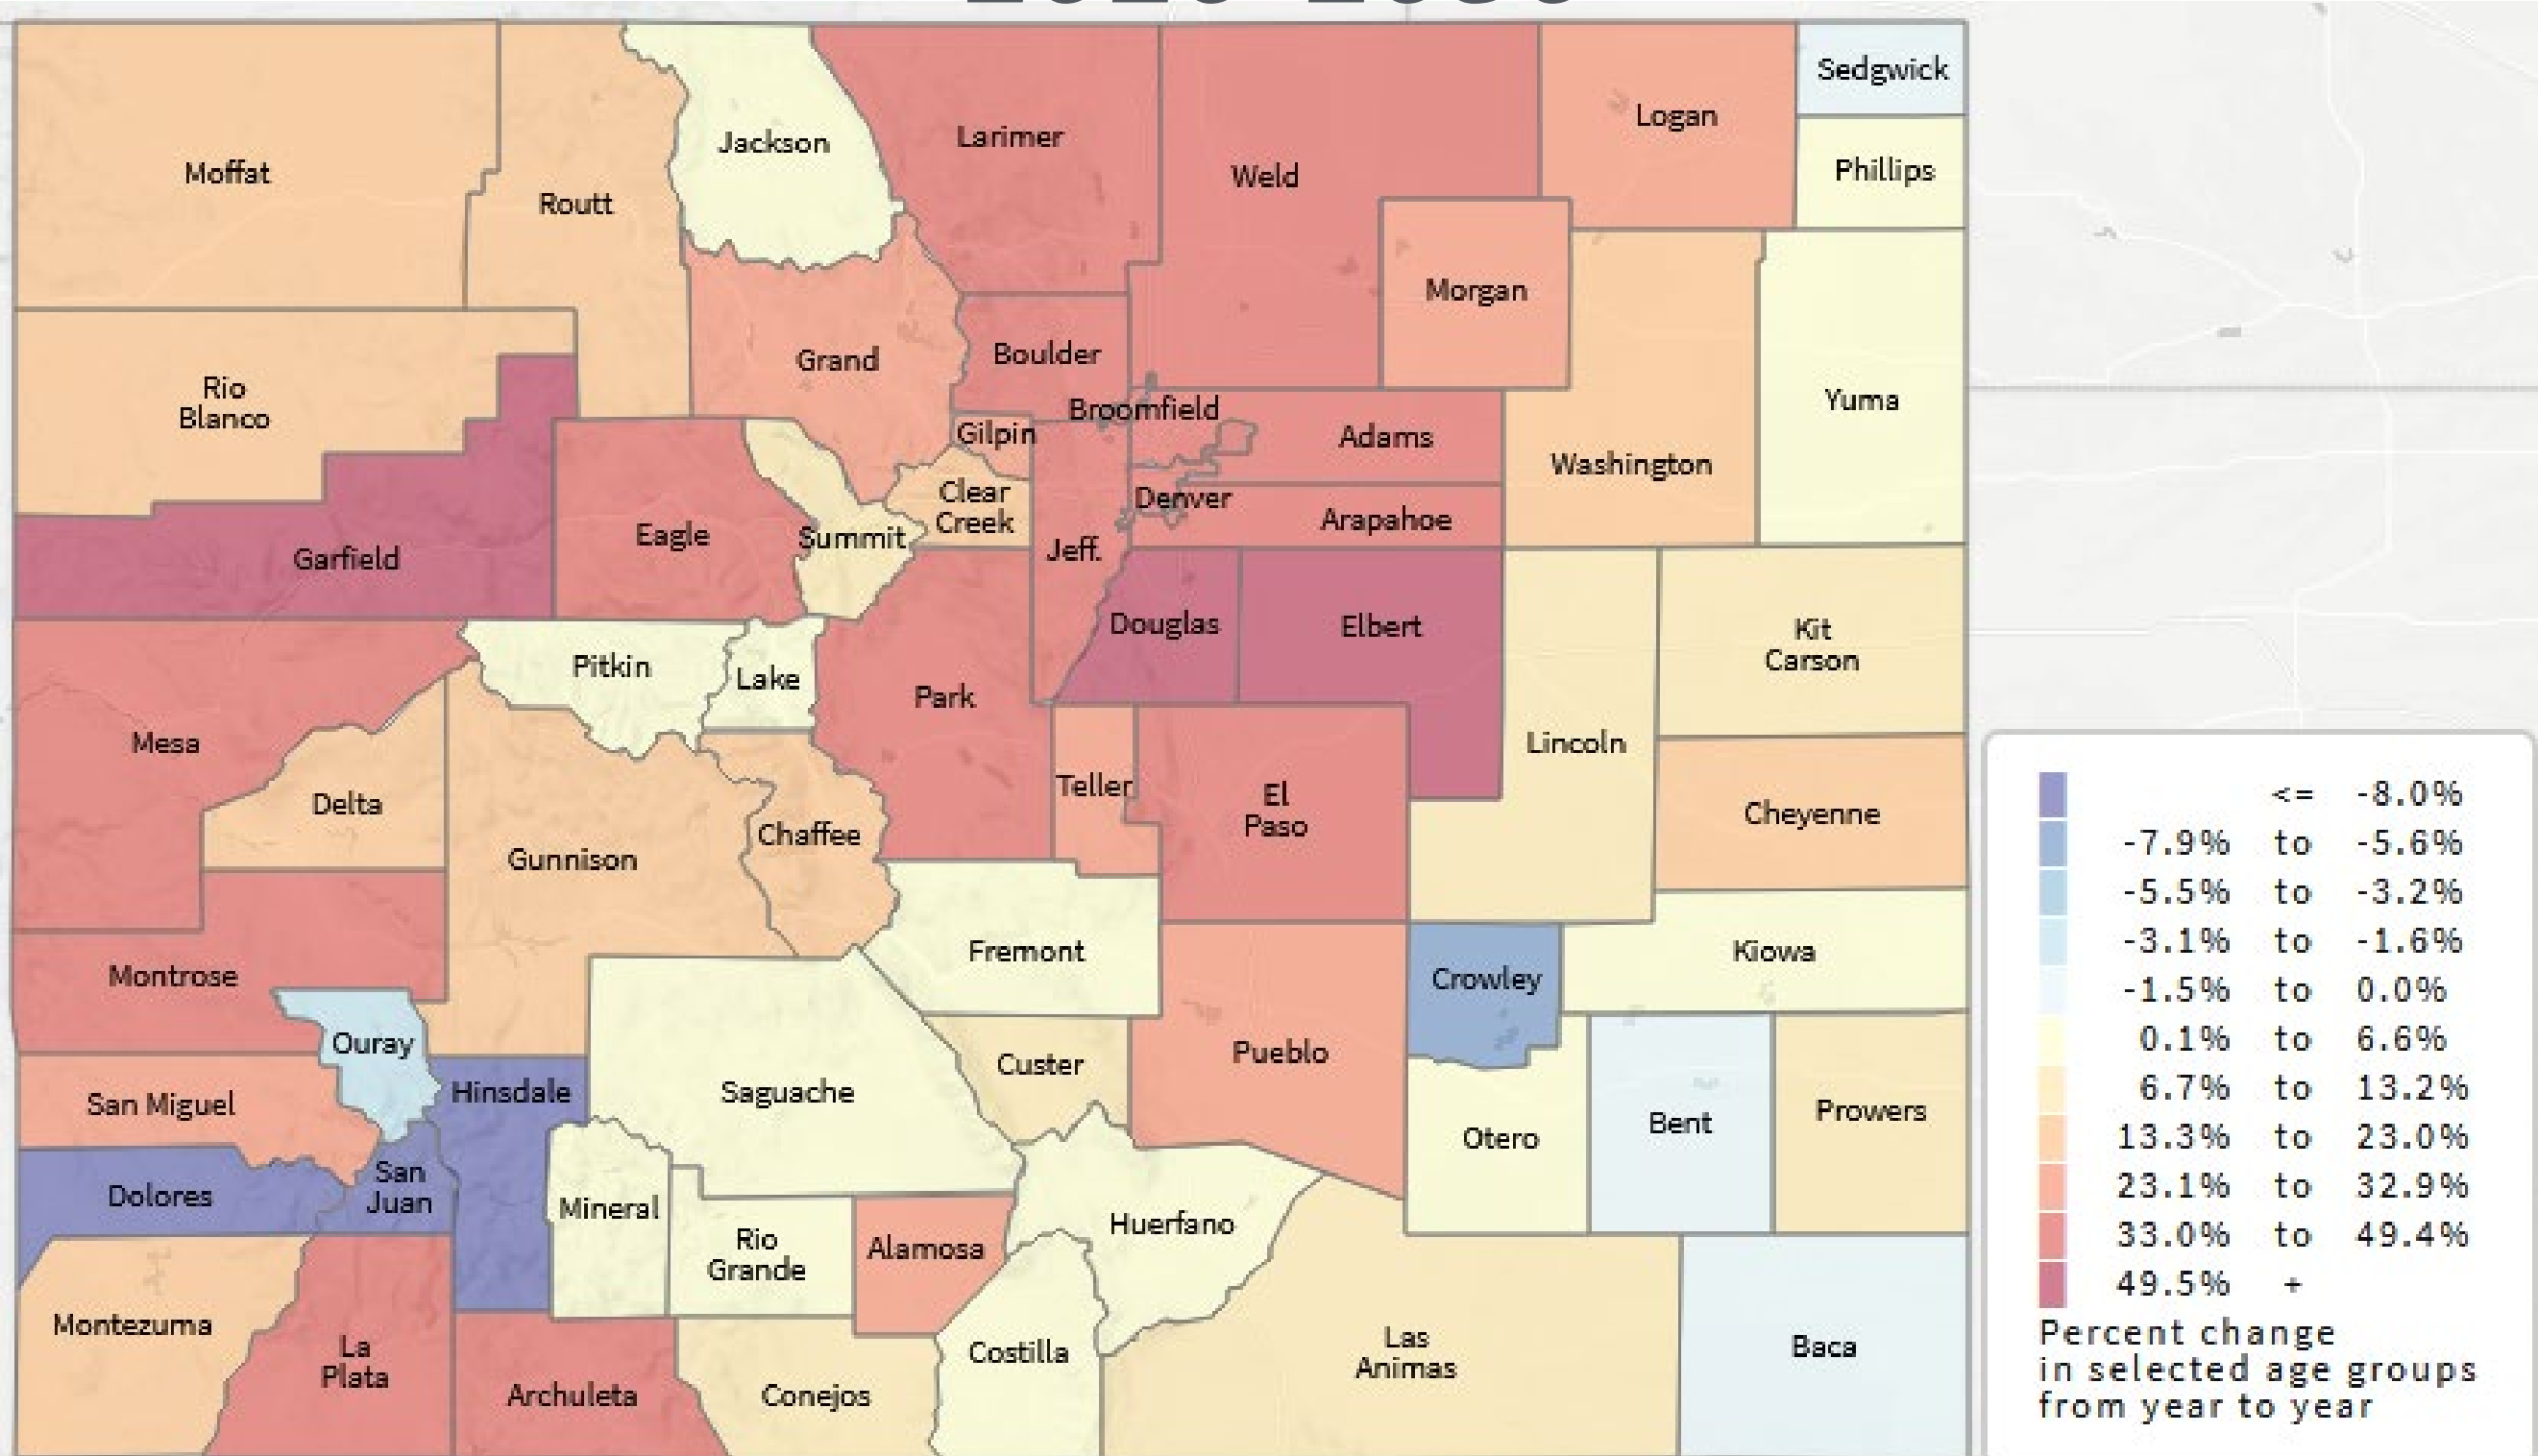 Sedgwick
Logan
Larimer
Jackson
Phillips
Moffat
Weld
Routt
Morgan
Boulder
Grand
Rio
Blanco
Yuma
Broomfield
Gilpin
Adams
Washington
Clear
Creek
Denver
Arapahoe
Eagle
Summit
Jeff.
Garfield
Douglas
Elbert
Kit
Carson
Pitkin
Lake
Park
Mesa
Lincoln
Teller
El
Paso
Delta
Cheyenne
Chaffee
Gunnison
Fremont
Kiowa
Montrose
Crowley
Ouray
Pueblo
Custer
Hinsdale
Saguache
San Miguel
Prowers
Bent
Otero
San
Juan
Dolores
Mineral
Huerfano
Rio
Grande
Alamosa
Montezuma
La
Plata
Costilla
Las
Animas
Baca
Archuleta
Conejos
<= -8.0%
-7.9% to -5.6%
-5.5% to -3.2%
-3.1% to -1.6%
-1.5% to 0.0%
0.1% to 6.6%
6.7% to 13.2%
13.3% to 23.0%
23.1% to 32.9%
33.0% to 49.4%
49.5% +
Percent change
in selected age groups
from year to year